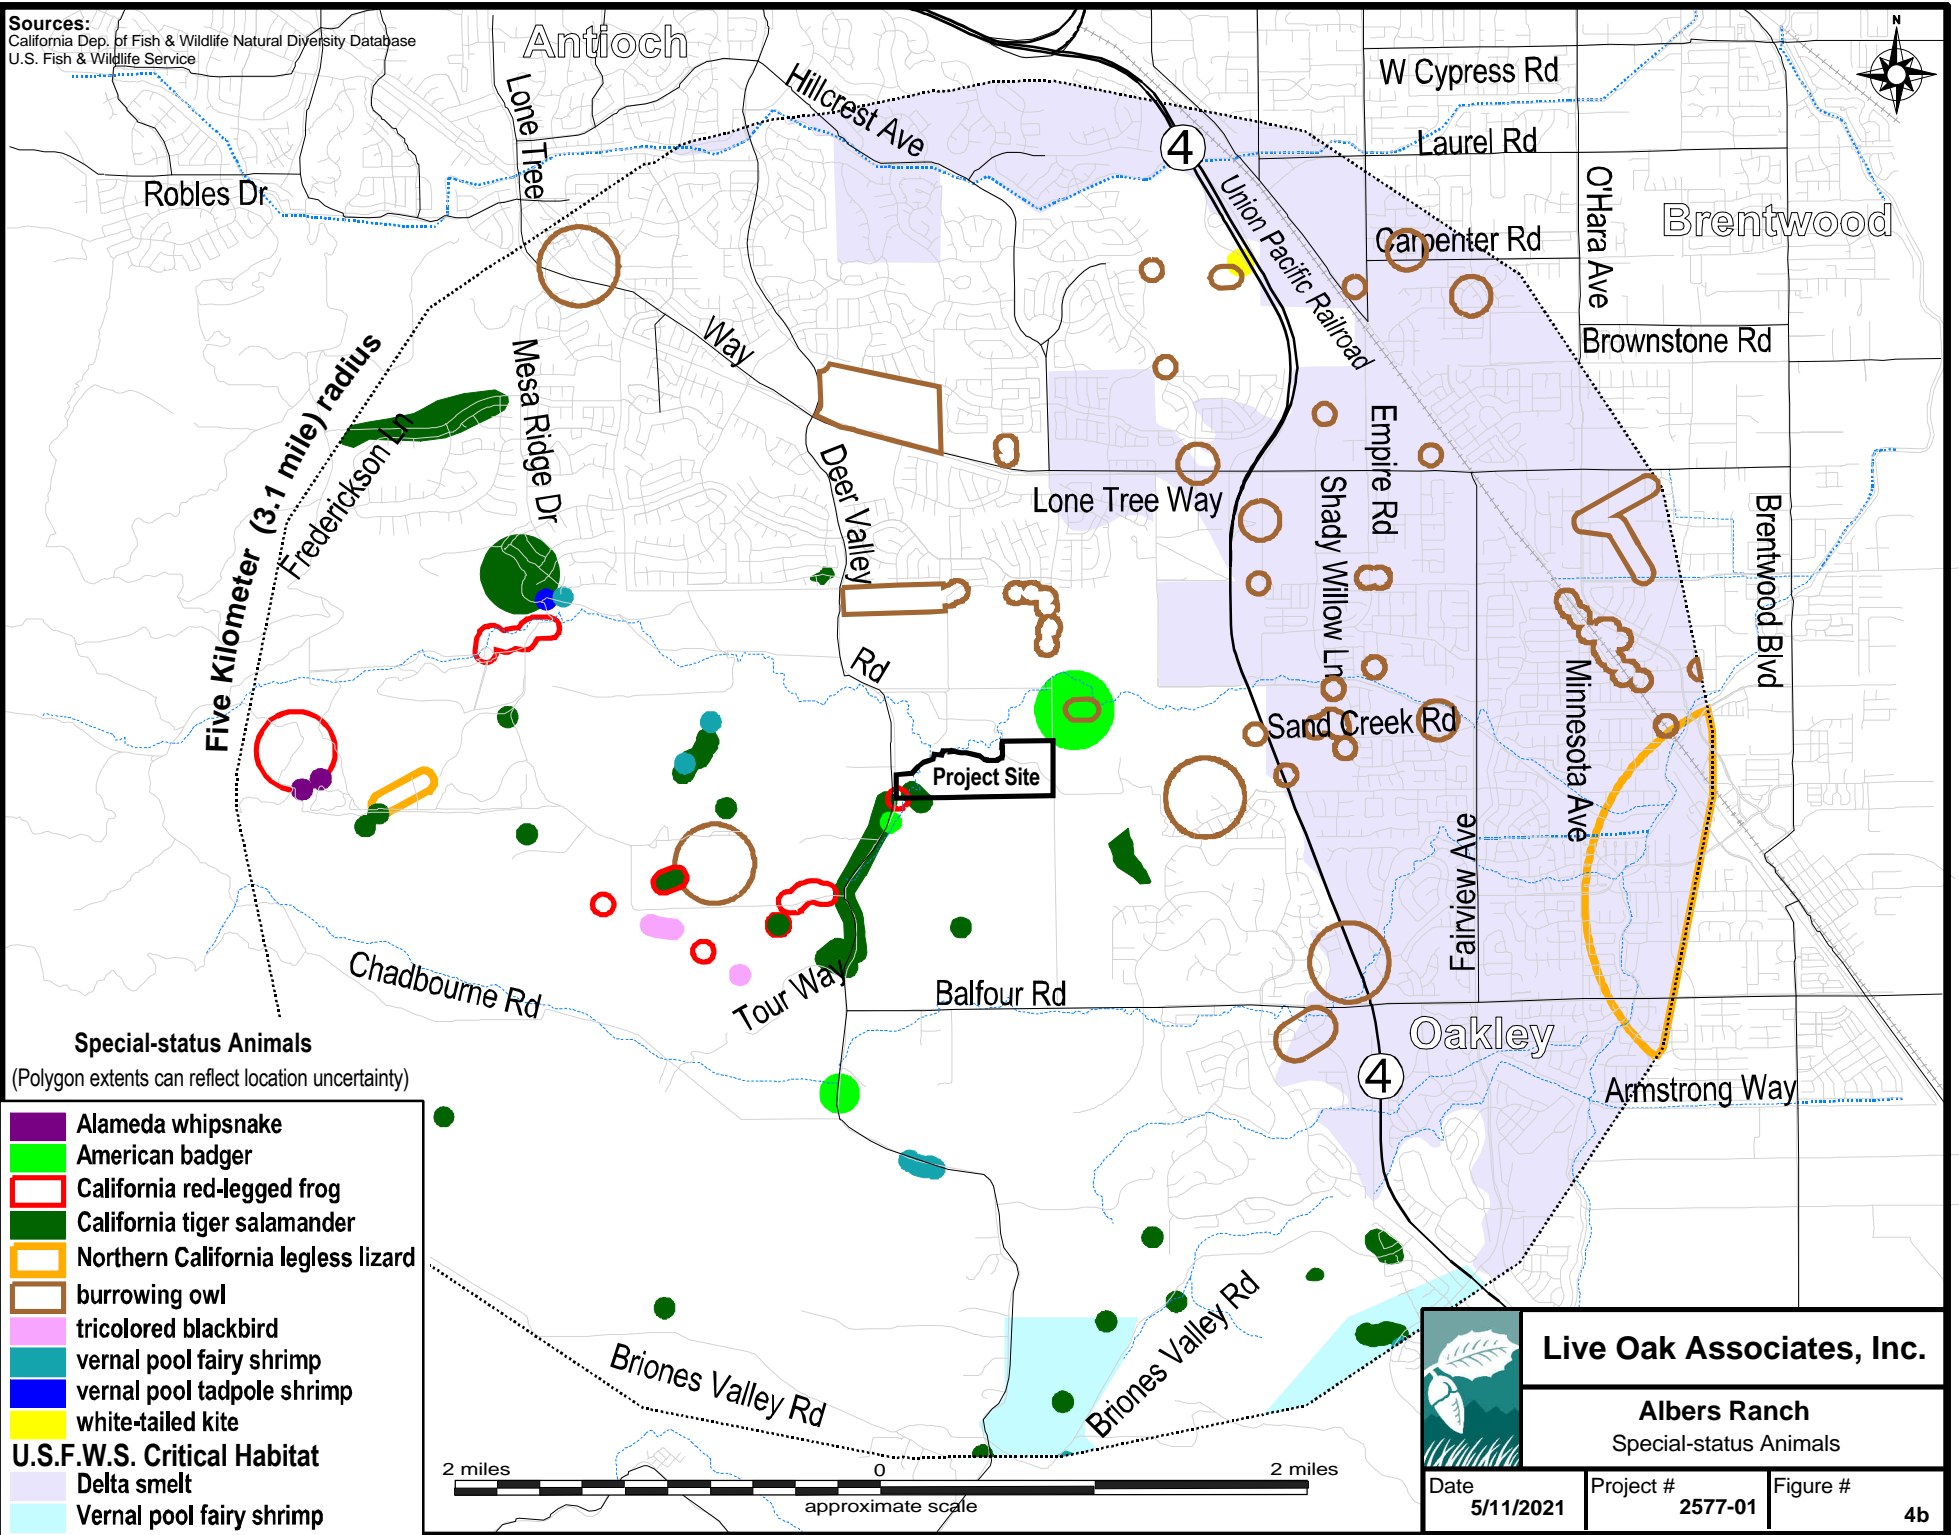 Sources:
California Dep. of Fish & Wildlife Natural Diversity Database
U.S. Fish & Wildlife Service
Antioch
N
W Cypress Rd
Hillcrest Ave
Lone Tree
4
Laurel Rd
Robles Dr
Union Pacific Railroad
O'Hara Ave
Brentwood
Carpenter Rd
Way
Brownstone Rd
Five Kilometer (3.1 mile) radius
Mesa Ridge Dr
Frederickson Ln
Deer Valley
Empire Rd
Lone Tree Way
Shady Willow Ln
Brentwood Blvd
Rd
Minnesota Ave
Sand Creek Rd
Project Site
Fairview Ave
Chadbourne Rd
Tour Way
Balfour Rd
Oakley
4
Armstrong Way
Special-status Animals
(Polygon extents can reflect location uncertainty)
Alameda whipsnake
American badger
California red-legged frog
California tiger salamander
Northern California legless lizard
burrowing owl
tricolored blackbird
vernal pool fairy shrimp
vernal pool tadpole shrimp
white-tailed kite
U.S.F.W.S. Critical Habitat
Delta smelt
Vernal pool fairy shrimp
Briones Valley Rd
Briones Valley Rd
2 miles
0
2 miles
approximate scale
Live Oak Associates, Inc.
Albers Ranch
Special-status Animals
Date
5/11/2021
Project #
2577-01
Figure #
4b